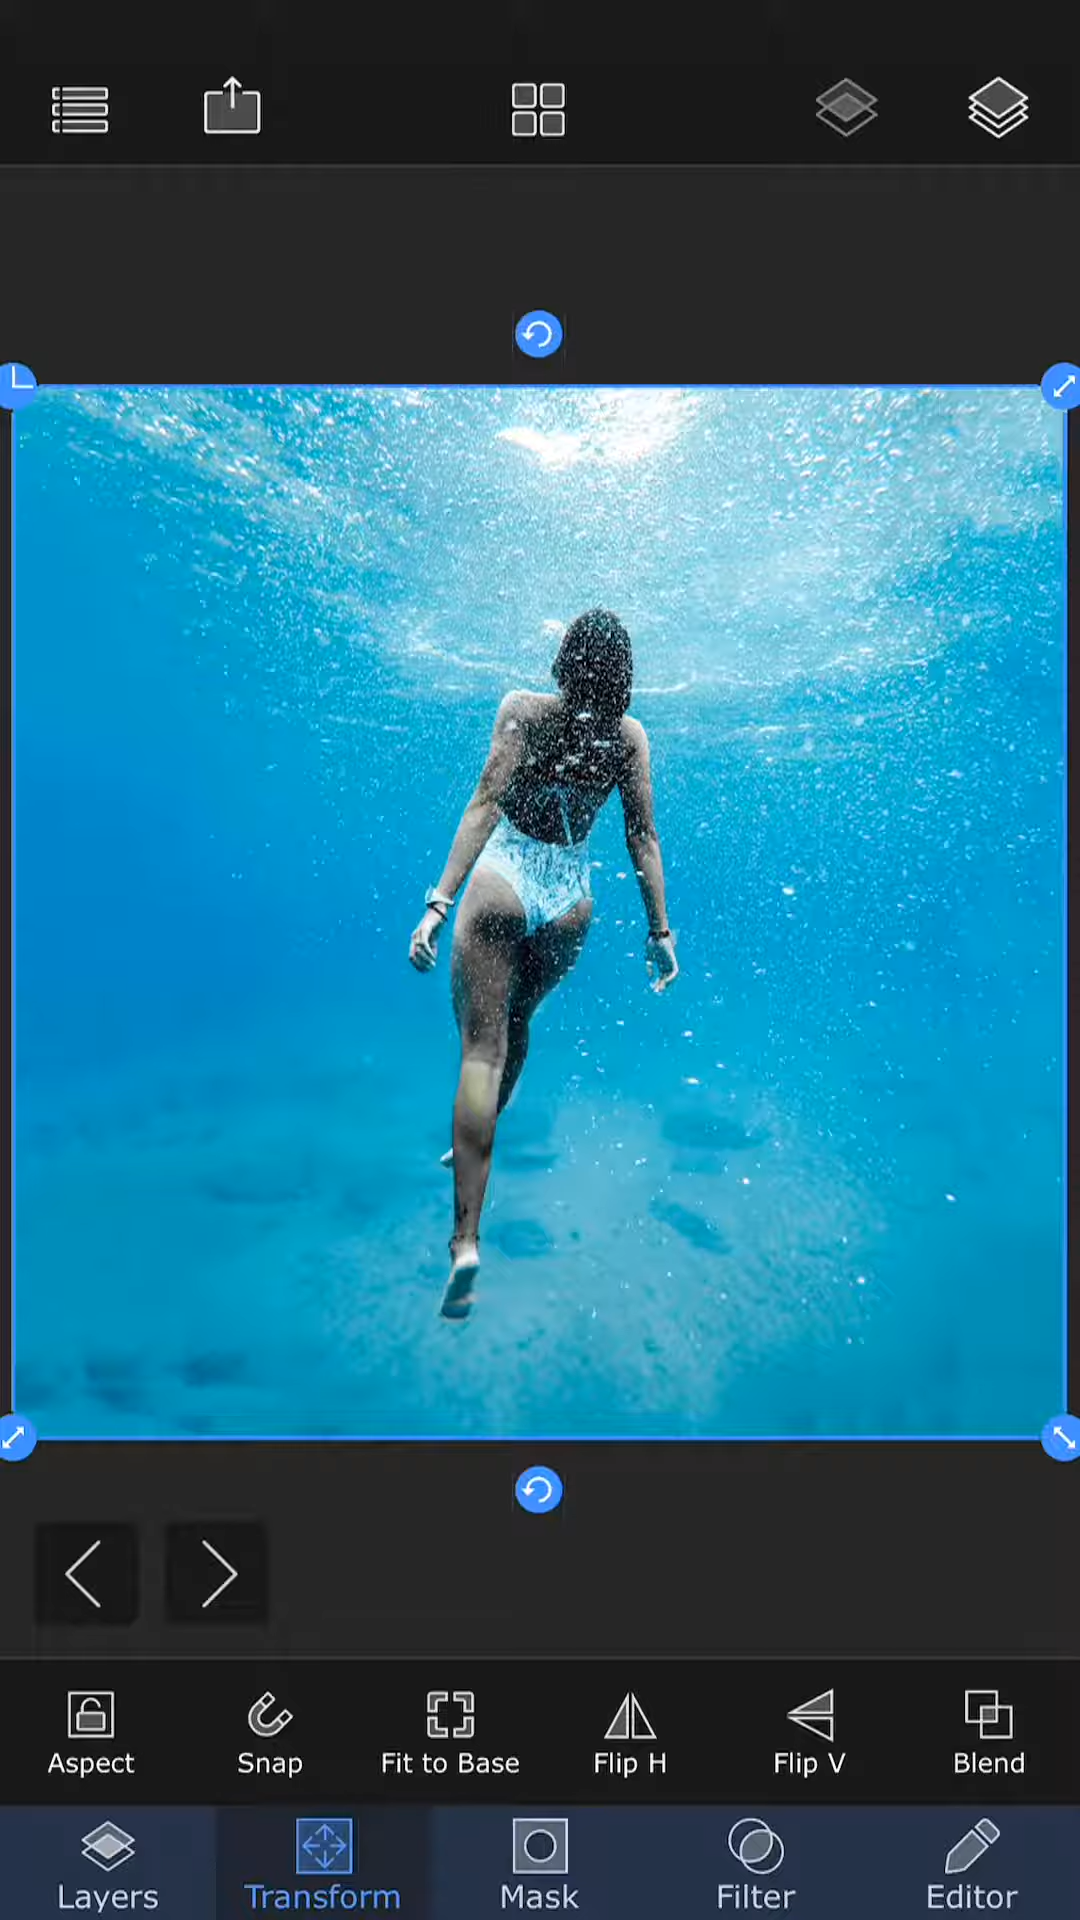 Aspect Snap Fit to Base Flip H Flip V Blend
Layers Transform Mask Filter Editor